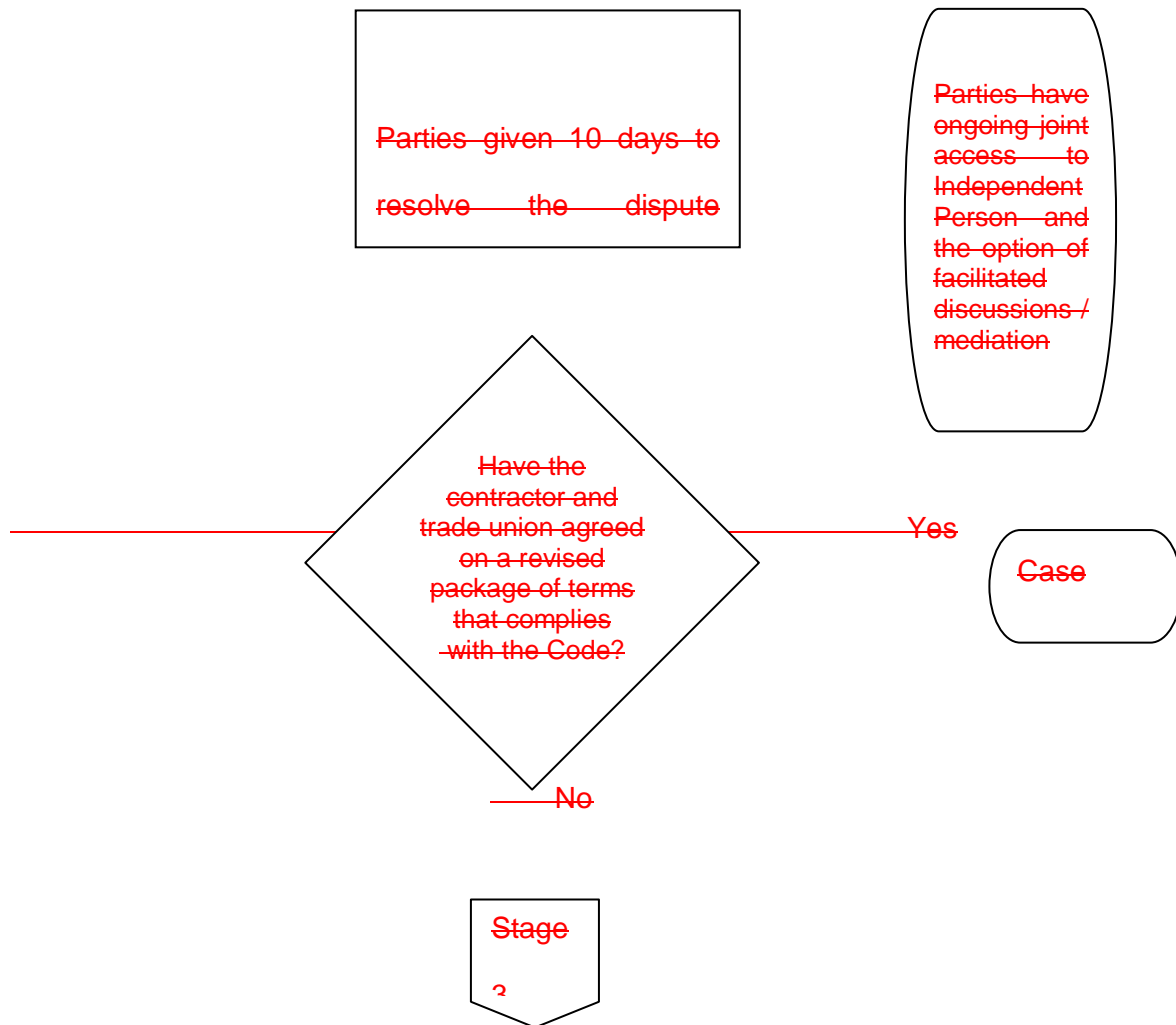 Parties given 10 days to
resolve the dispute
Parties have
ongoing joint
access to
Independent
Person and
the option of
facilitated
discussions /
mediation
Have the
contractor and
trade union agreed
on a revised
package of terms
that complies
with the Code?
Yes
Case
No
Stage
3